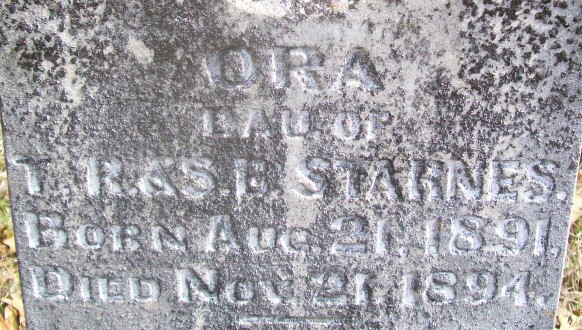 ORA
DAU. OF
T. R. & S. E. STARNES.
BORN AUG. 21, 1891,
DIED NOV. 21, 1894.